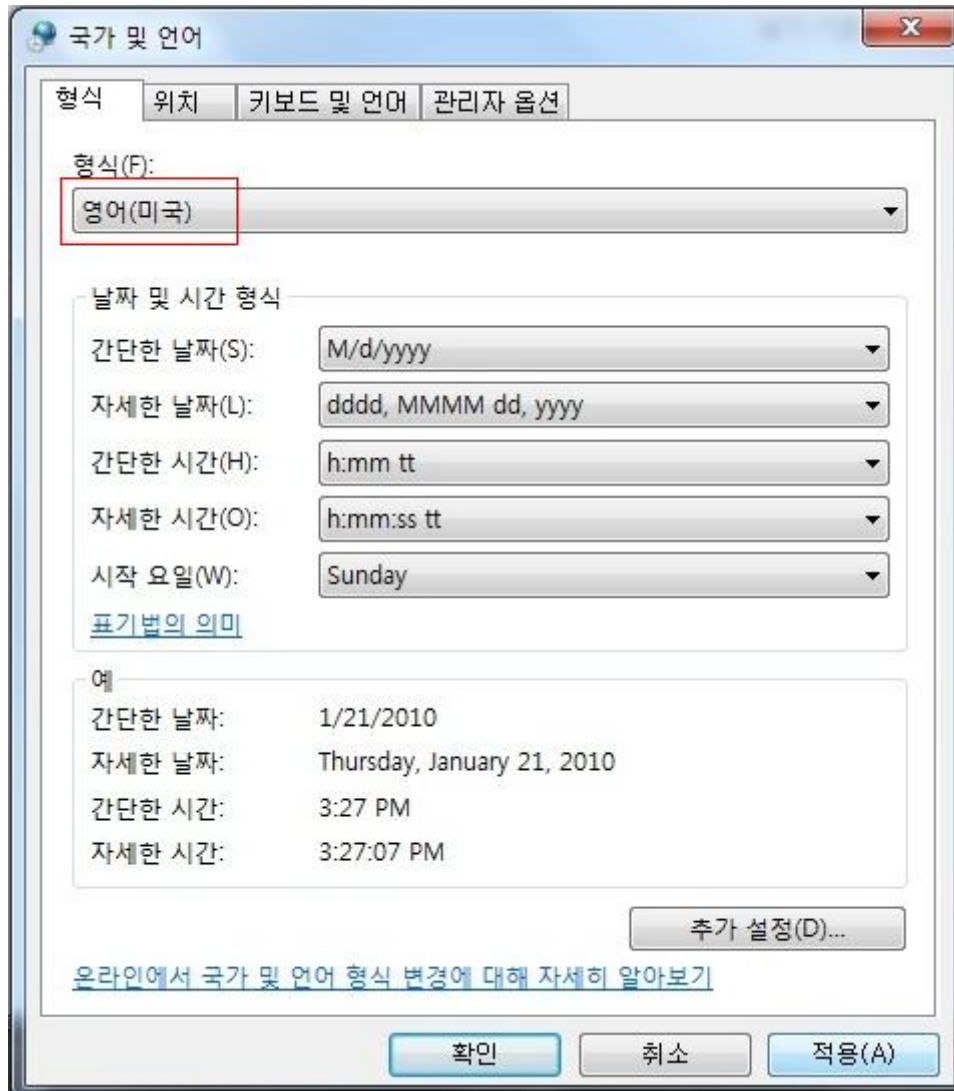 국가 및 언어
형식 위치 키보드 및 언어 관리자 옵션
형식(F):
영어(미국)
날짜 및 시간 형식
간단한 날짜(S): M/d/yyyy
자세한 날짜(L): dddd, MMMM dd, yyyy
간단한 시간(H): h:mm tt
자세한 시간(O): h:mm:ss tt
시작 요일(W): Sunday
표기법의 의미
예
간단한 날짜: 1/21/2010
자세한 날짜: Thursday, January 21, 2010
간단한 시간: 3:27 PM
자세한 시간: 3:27:07 PM
추가 설정(D)...
온라인에서 국가 및 언어 형식 변경에 대해 자세히 알아보기
확인 취소 적용(A)